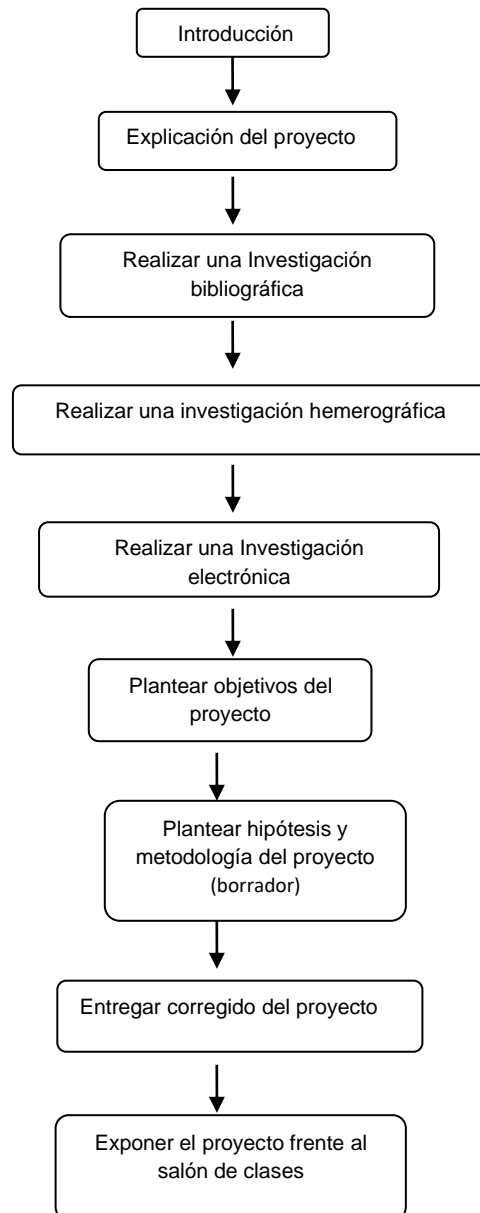 Introducción
Explicación del proyecto
Realizar una Investigación
bibliográfica
Realizar una investigación hemerográfica
Realizar una Investigación
electrónica
Plantear objetivos del
proyecto
Plantear hipótesis y
metodología del proyecto
(borrador)
Entregar corregido del proyecto
Exponer el proyecto frente al
salón de clases